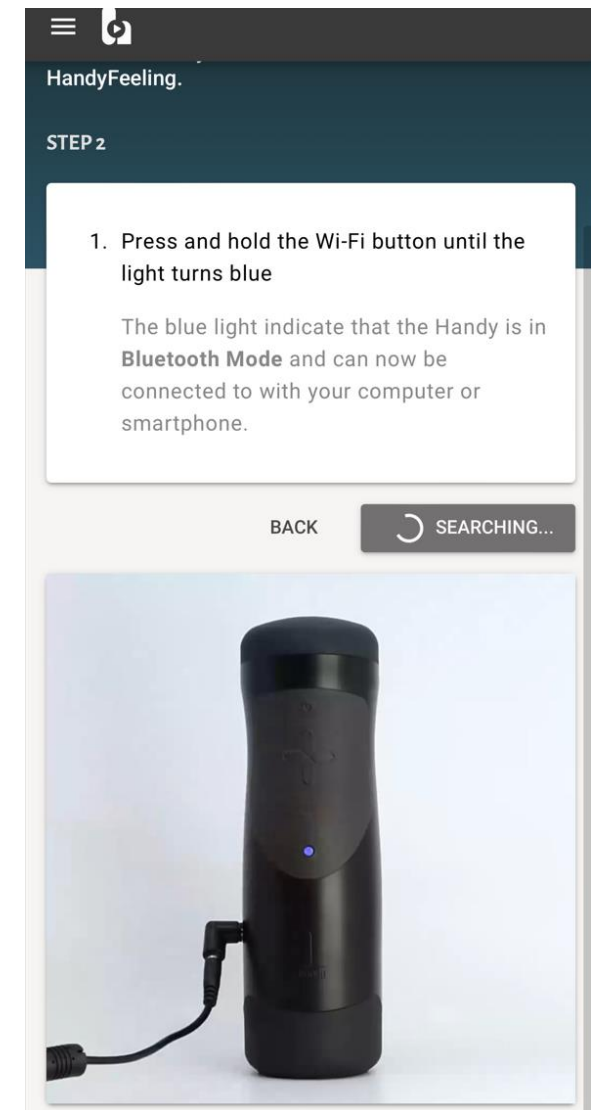 HandyFeeling.
STEP 2
1. Press and hold the Wi-Fi button until the
light turns blue
The blue light indicate that the Handy is in
Bluetooth Mode and can now be
connected to with your computer or
smartphone.
BACK
SEARCHING...